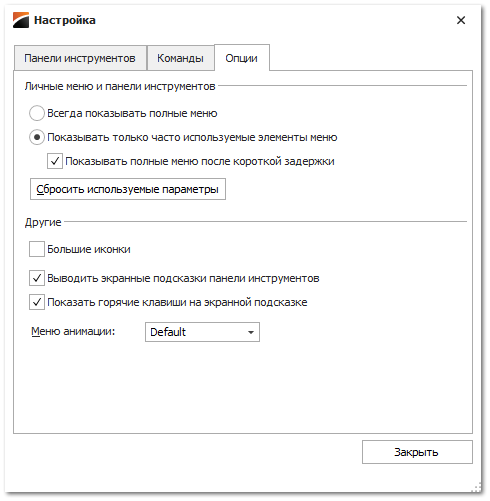 Настройка
Панели инструментов Команды Опции
Личные меню и панели инструментов
Всегда показывать полные меню
Показывать только часто используемые элементы меню
Показывать полные меню после короткой задержки
Сбросить используемые параметры
Другие
Большие иконки
Выводить экранные подсказки панели инструментов
Показать горячие клавиши на экранной подсказке
Меню анимации: Default
Закрыть